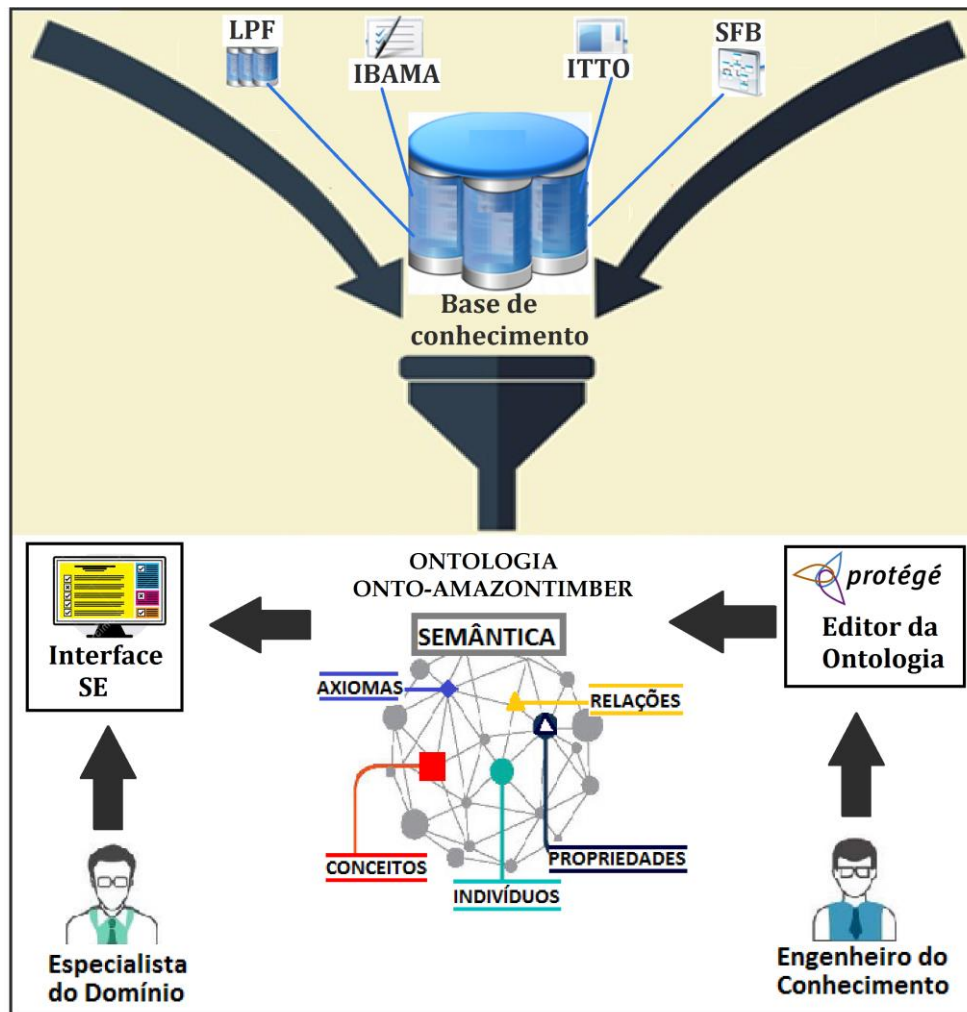 LPF
IBAMA
ITTO
SFB
Base de
conhecimento
ONTOLOGIA
ONTO-AMAZONTIMBER
SEMÂNTICA
AXIOMAS
RELAÇÕES
CONCEITOS
PROPRIEDADES
INDIVÍDUOS
Interface
SE
protégé
Editor da
Ontologia
Especialista
do Domínio
Engenheiro do
Conhecimento